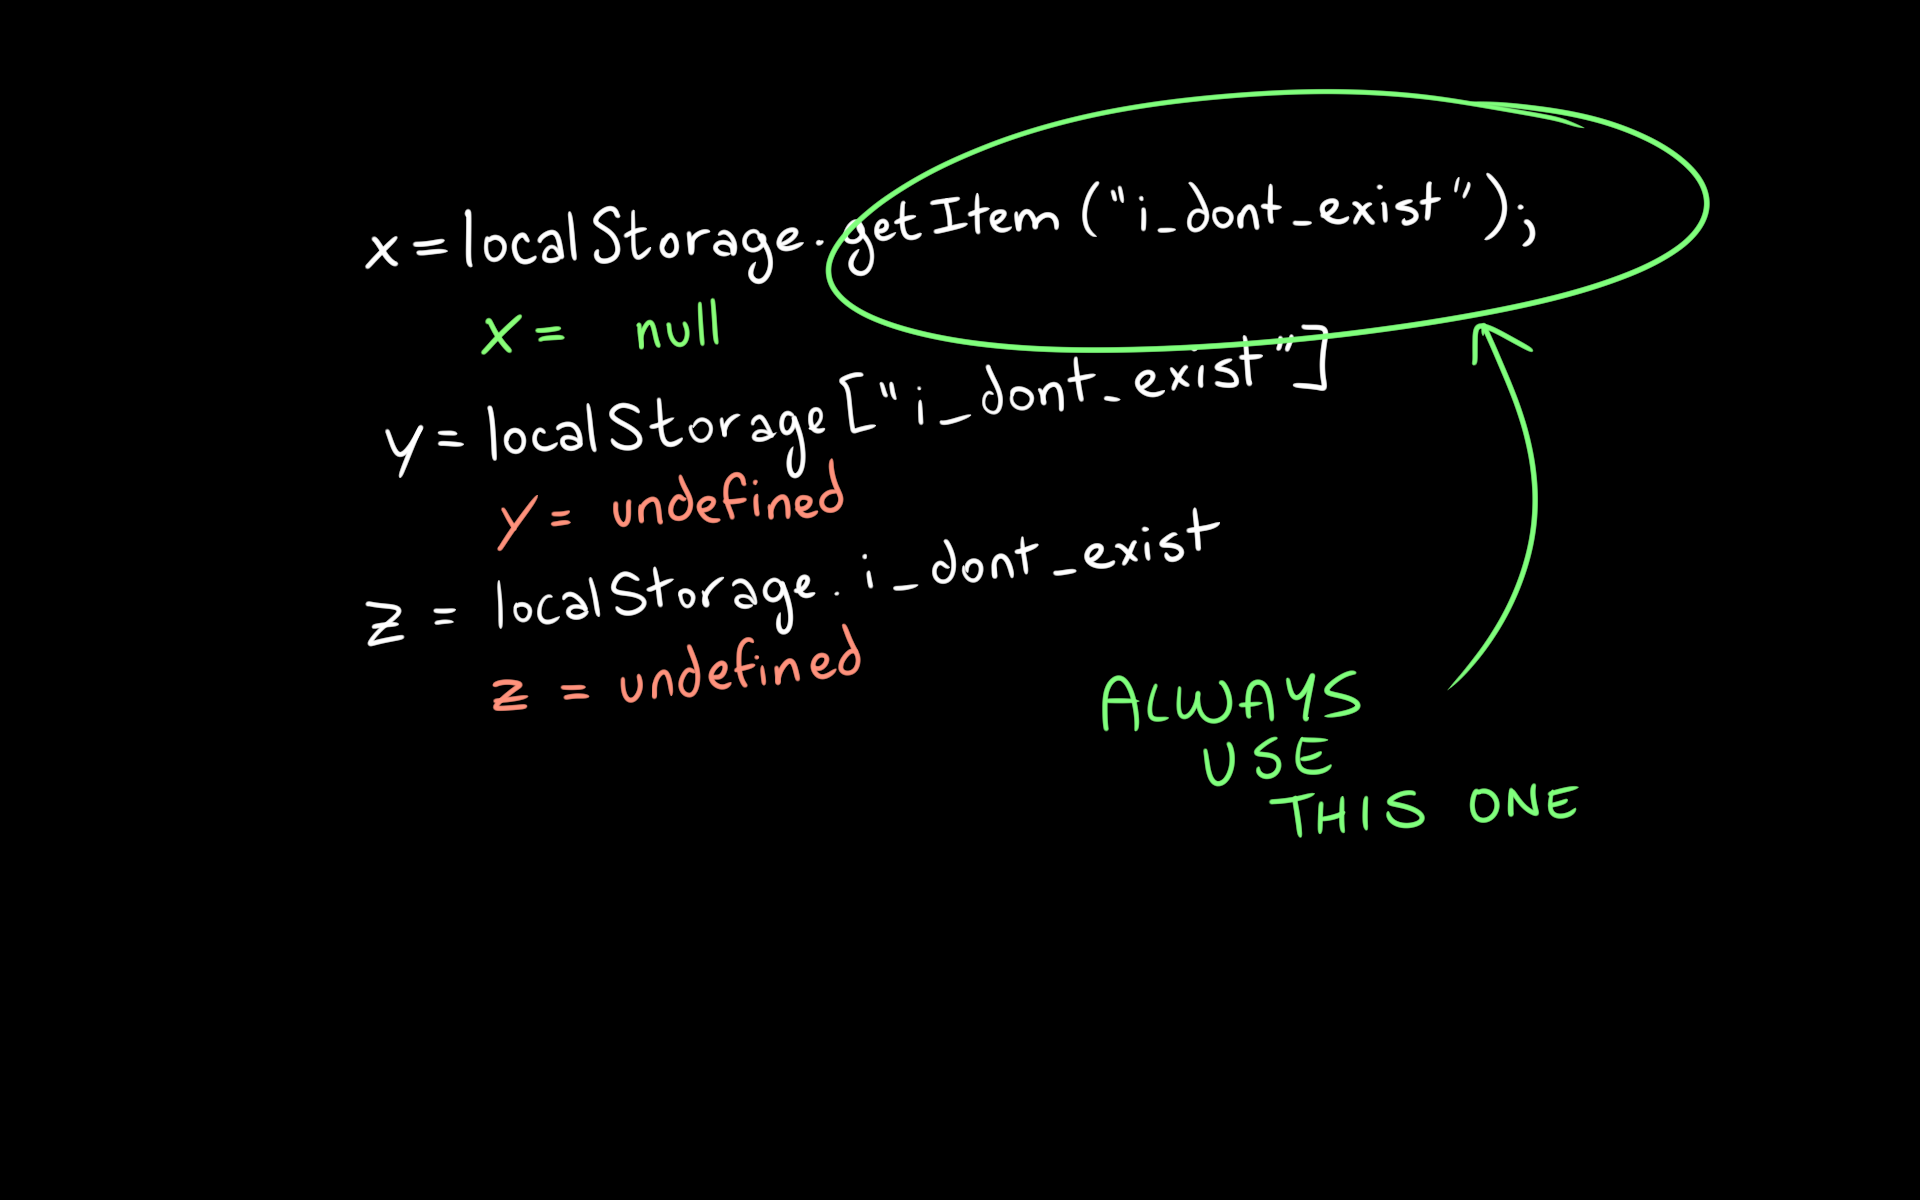 x = localStorage.getItem("i_dont_exist");
x = null
y = localStorage["i_dont_exist"]
y = undefined
z = localStorage.i_dont_exist
z = undefined
ALWAYS
USE
THIS ONE